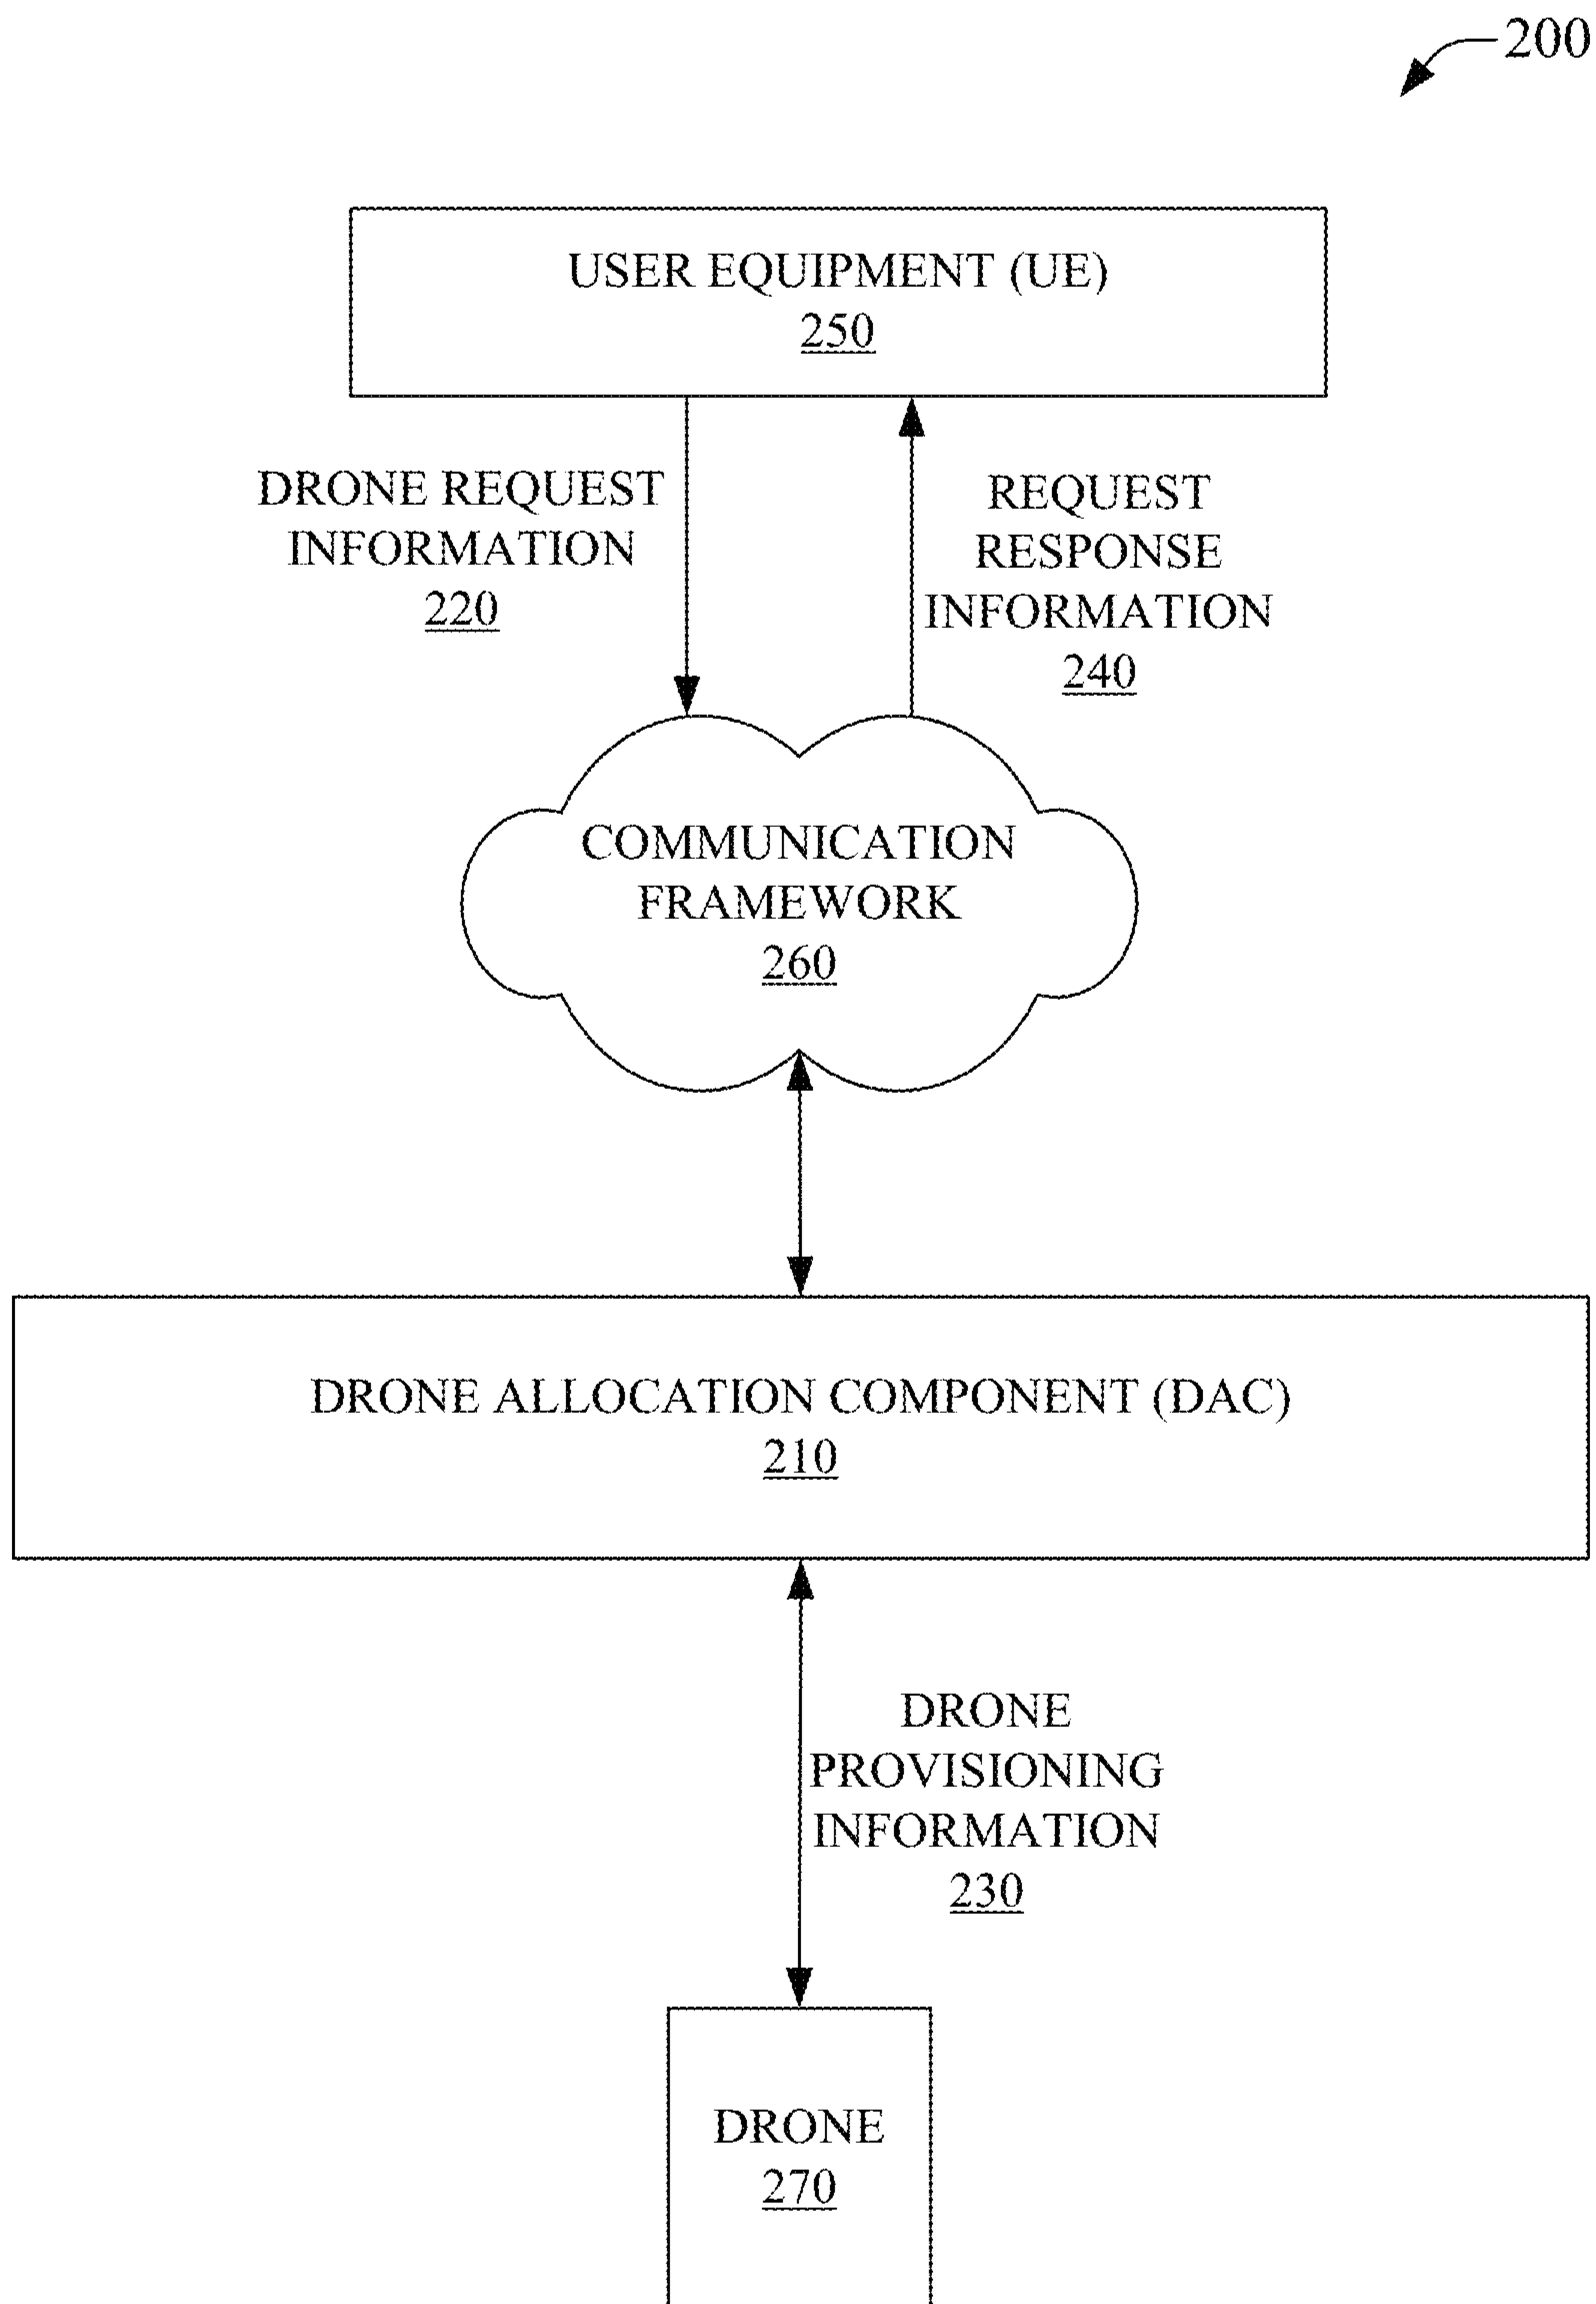 200
USER EQUIPMENT (UE)
250
DRONE REQUEST
INFORMATION
220
REQUEST
RESPONSE
INFORMATION
240
COMMUNICATION
FRAMEWORK
260
DRONE ALLOCATION COMPONENT (DAC)
210
DRONE
PROVISIONING
INFORMATION
230
DRONE
270